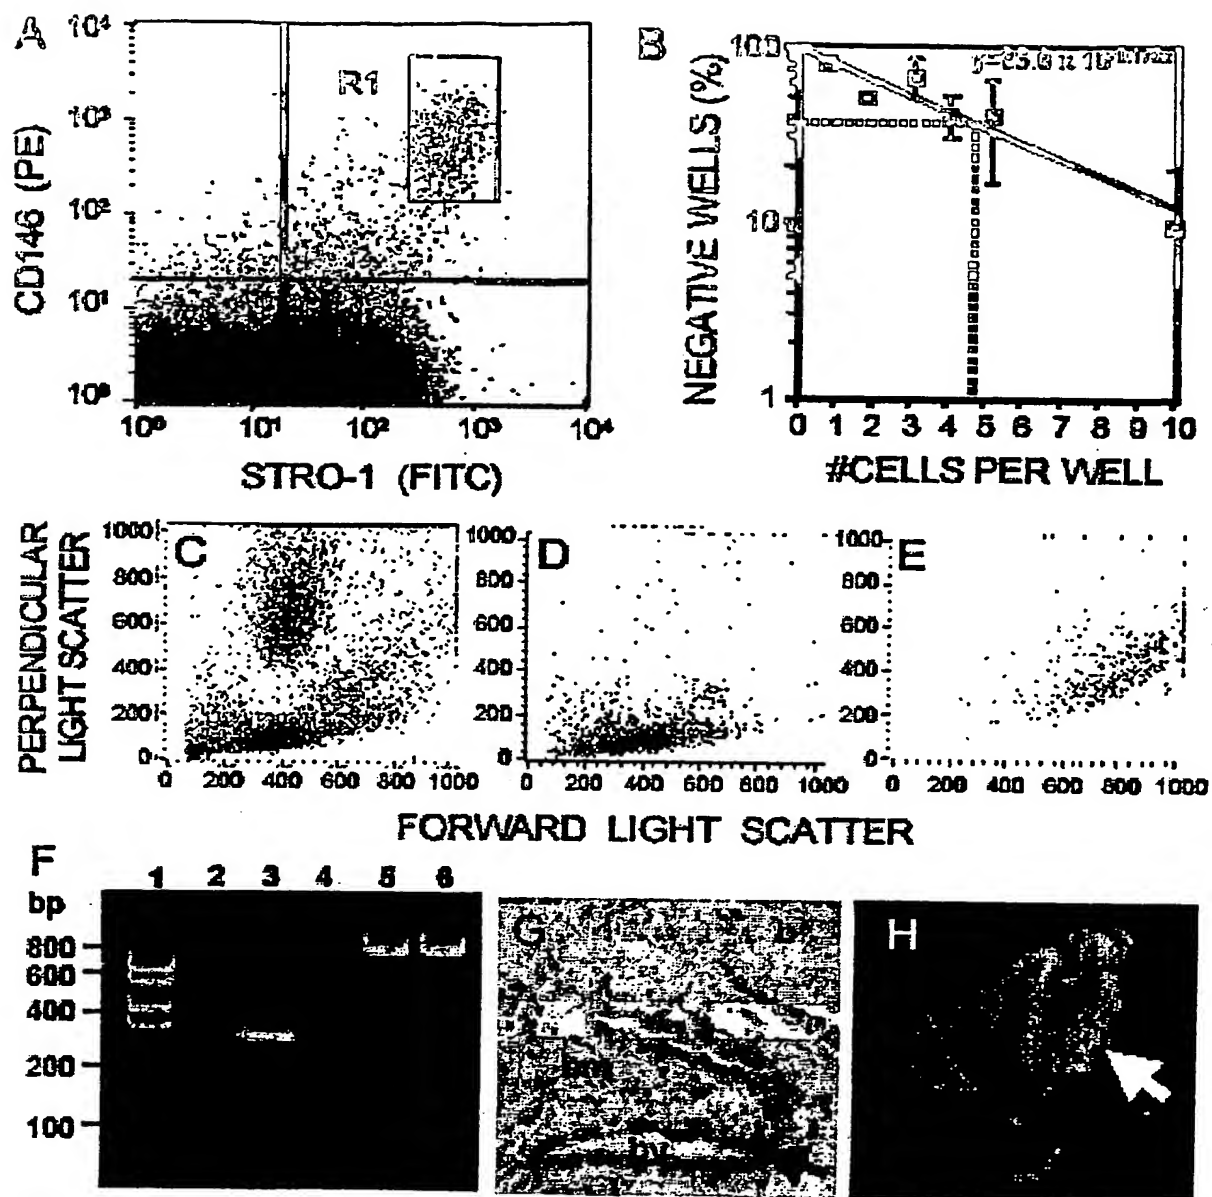 A
10⁴
10³
10²
10¹
10⁰
CD146 (PE)
R1
10⁰ 10¹ 10² 10³ 10⁴
STRO-1 (FITC)
B
100
10
1
NEGATIVE WELLS (%)
0 1 2 3 4 5 6 7 8 9 10
#CELLS PER WELL
PERPENDICULAR
LIGHT SCATTER
C
1000
800
600
400
200
0
0 200 400 600 800 1000
D
1000
800
600
400
200
0
0 200 400 600 800 1000
E
1000
800
600
400
200
0
0 200 400 600 800 1000
FORWARD LIGHT SCATTER
F
1 2 3 4 5 6
bp
800
600
400
200
100
G
bm
bv
H